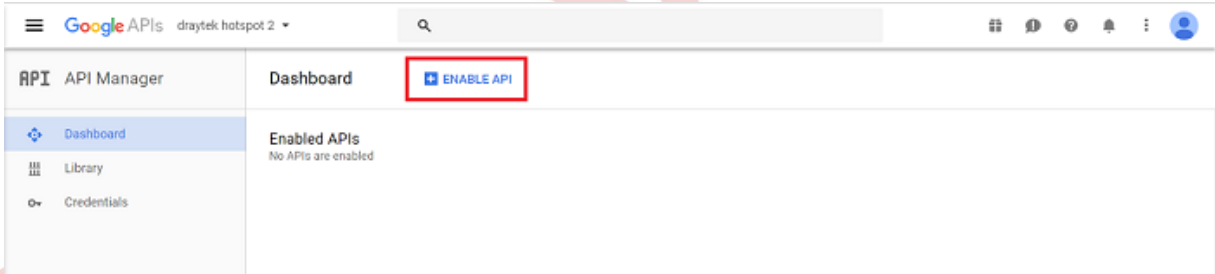 Google APIs draytek hotspot 2
API API Manager
Dashboard
ENABLE API
Dashboard
Library
Credentials
Enabled APIs
No APIs are enabled